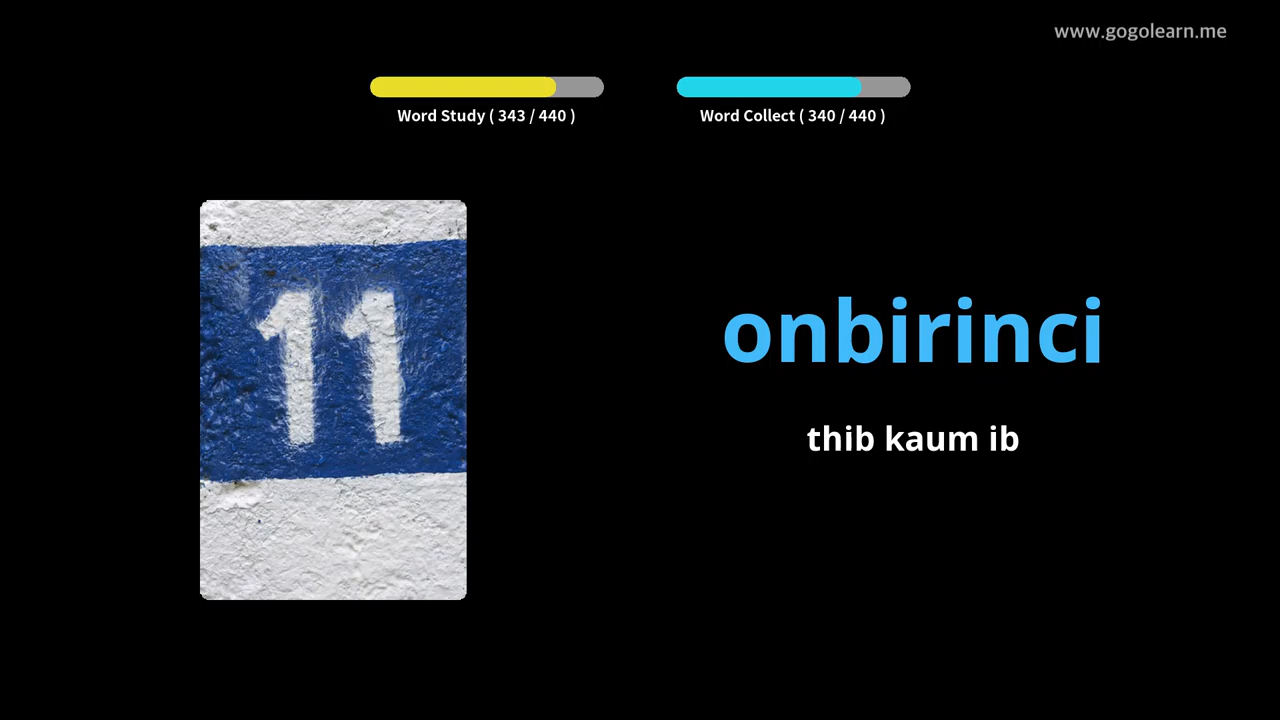 www.gogolearn.me
Word Study ( 343 / 440 )
Word Collect ( 340 / 440 )
11
onbirinci
thib kaum ib